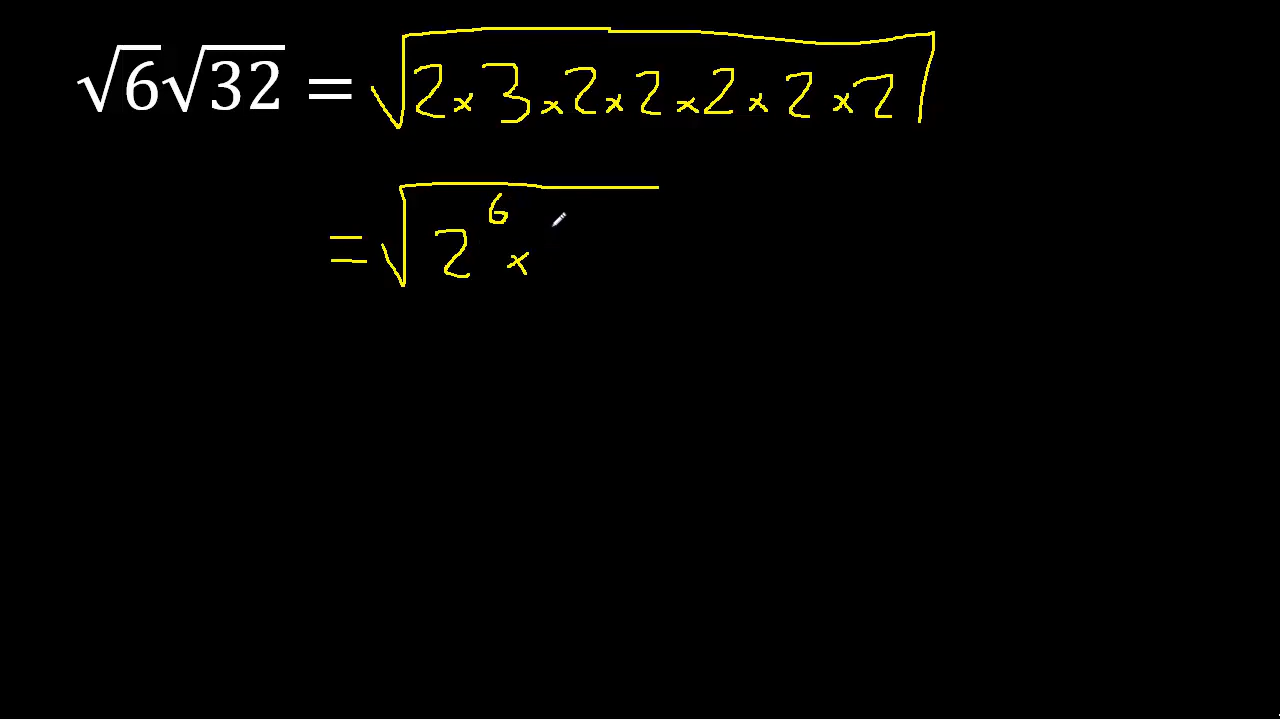 √6√32 = √2×3×2×2×2×2×2
= √2⁶×